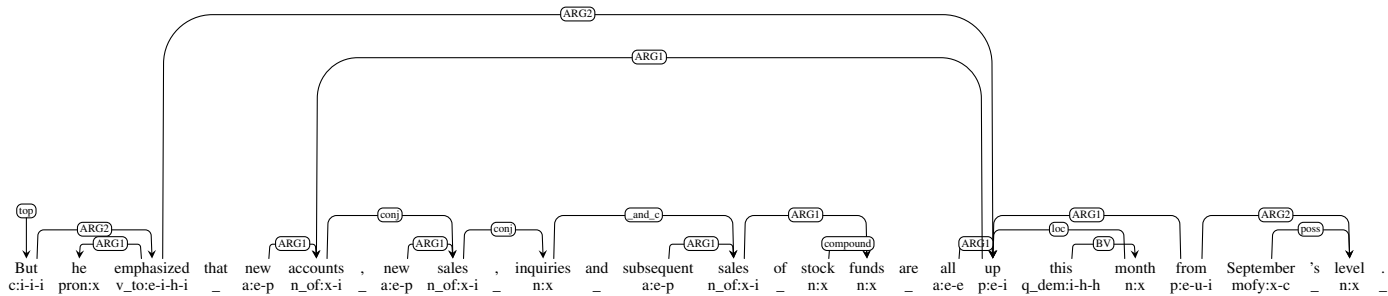 ARG2
ARG1
top conj _and_c ARG1
ARG2 conj ARG1 loc ARG2
ARG1 ARG1 ARG1 ARG1 compound ARG1 BV poss
But he emphasized that new accounts , new sales , inquiries and subsequent sales of stock funds are all up this month from September 's level .
c:i-i-i pron:x v_to:e-i-h-i _ a:e-p n_of:x-i _ a:e-p n_of:x-i _ n:x _ a:e-p n_of:x-i _ n:x n:x _ a:e-e p:e-i q_dem:i-h-h n:x p:e-u-i mofy:x-c _ n:x _